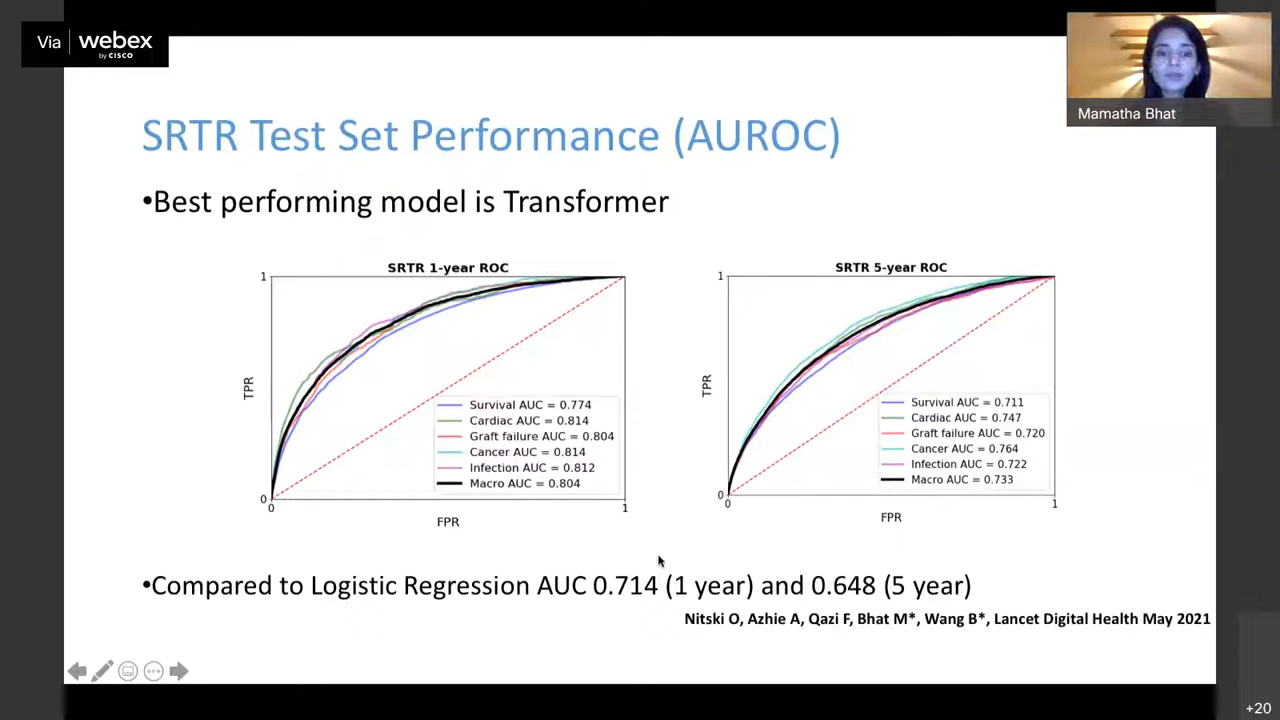 Via webex
by CISCO
Mamatha Bhat
SRTR Test Set Performance (AUROC)
•Best performing model is Transformer
SRTR 1-year ROC
1
TPR
Survival AUC = 0.774
Cardiac AUC = 0.814
Graft failure AUC = 0.804
Cancer AUC = 0.814
Infection AUC = 0.812
Macro AUC = 0.804
0
0
1
FPR
SRTR 5-year ROC
1
TPR
Survival AUC = 0.711
Cardiac AUC = 0.747
Graft failure AUC = 0.720
Cancer AUC = 0.764
Infection AUC = 0.722
Macro AUC = 0.733
0
0
1
FPR
•Compared to Logistic Regression AUC 0.714 (1 year) and 0.648 (5 year)
Nitski O, Azhie A, Qazi F, Bhat M*, Wang B*, Lancet Digital Health May 2021
+20